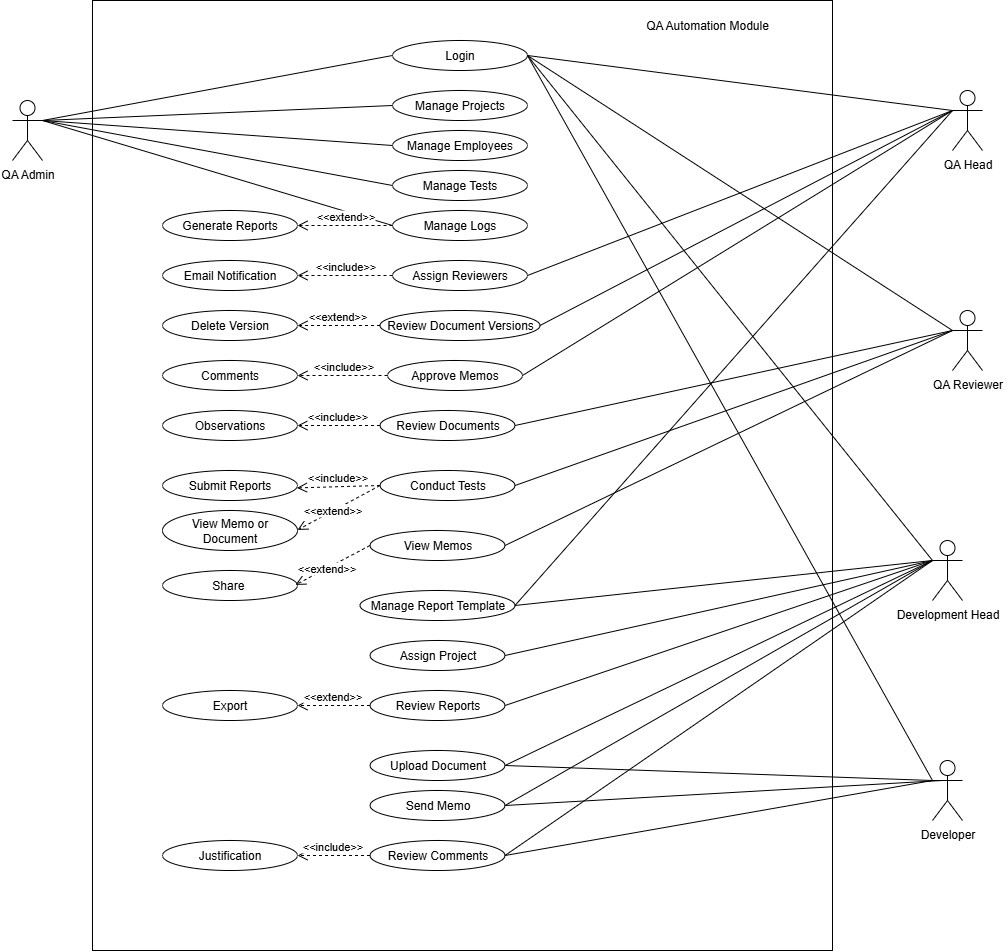 QA Automation Module
Login
Manage Projects
QA Admin
Manage Employees
QA Head
Manage Tests
Generate Reports
<<extend>>
Manage Logs
Email Notification
<<include>>
Assign Reviewers
Delete Version
<<extend>>
Review Document Versions
Comments
<<include>>
Approve Memos
QA Reviewer
Observations
<<include>>
Review Documents
Submit Reports
<<include>>
Conduct Tests
View Memo or
Document
<<extend>>
View Memos
Share
<<extend>>
Manage Report Template
Development Head
Assign Project
Export
<<extend>>
Review Reports
Upload Document
Send Memo
Developer
Justification
<<include>>
Review Comments